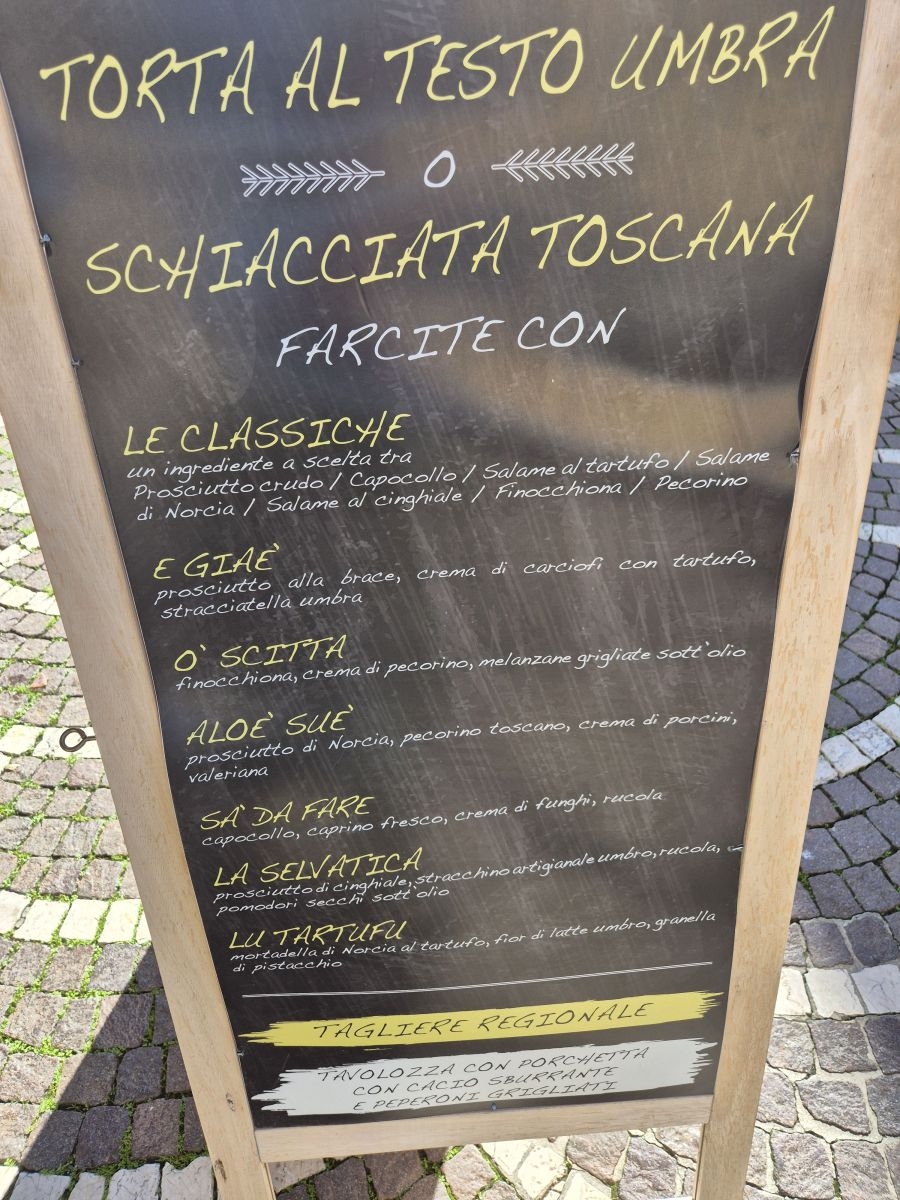 TORTA AL TESTO UMBRA
O
SCHIACCIATA TOSCANA
FARCITE CON
LE CLASSICHE
un ingrediente a scelta tra
Prosciutto crudo / Capocollo / Salame al tartufo / Salame
di Norcia / Salame al cinghiale / Finocchiona / Pecorino
E GIAE'
prosciutto alla brace, crema di carciofi con tartufo,
stracciatella umbra
O' SCITTA
finocchiona, crema di pecorino, melanzane grigliate sott'olio
ALOE' SUE'
prosciutto di Norcia, pecorino toscano, crema di porcini,
valeriana
SA' DA FARE
capocollo, caprino fresco, crema di funghi, rucola
LA SELVATICA
prosciutto di cinghiale, stracchino artigianale umbro, rucola,
pomodori secchi sott'olio
LU TARTUFU
mortadella di Norcia al tartufo, fior di latte umbro, granella
di pistacchio
TAGLIERE REGIONALE
TAVOLOZZA CON PORCHETTA
CON CACIO SBURRANTE
E PEPERONI GRIGLIATI